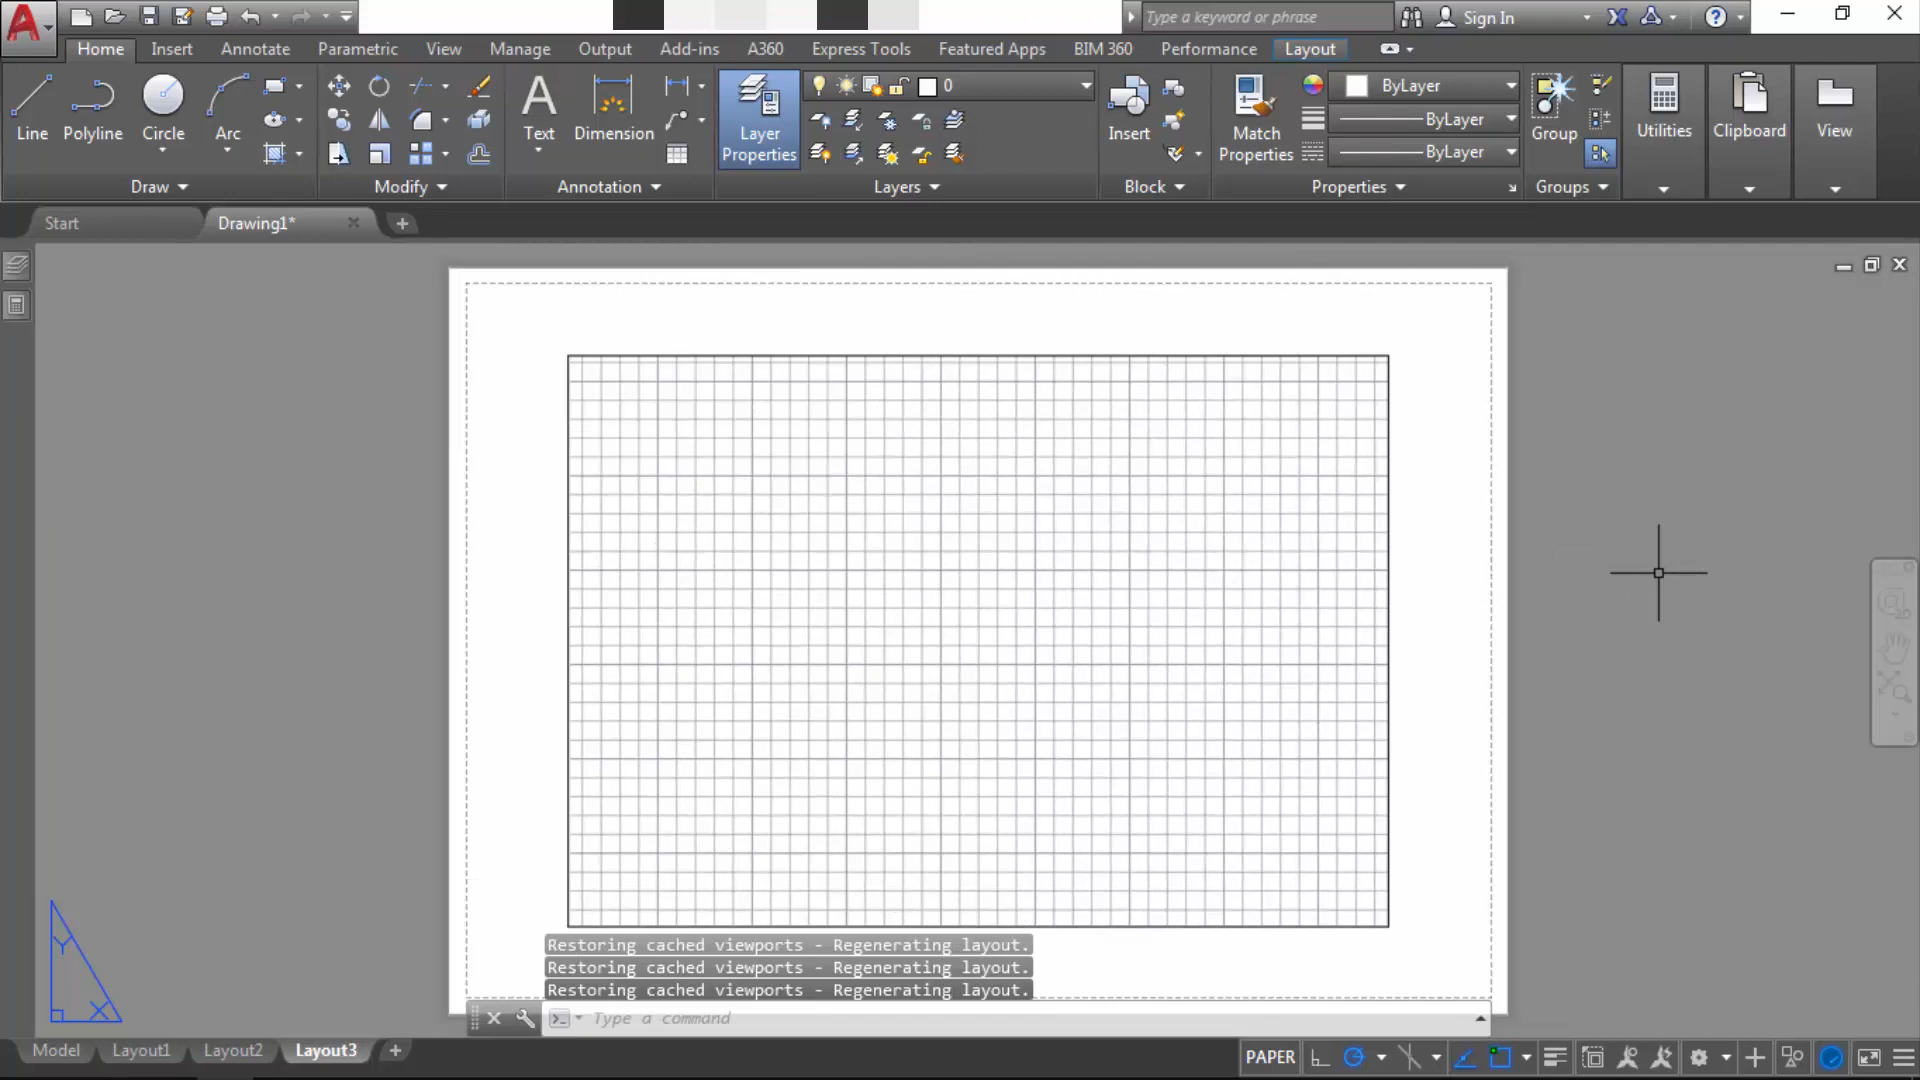 Type a keyword or phrase
Sign In
Home Insert Annotate Parametric View Manage Output Add-ins A360 Express Tools Featured Apps BIM 360 Performance Layout
Line Polyline Circle Arc
Text Dimension
Layer Properties
0
Insert
Match Properties
ByLayer
ByLayer
ByLayer
Group
Utilities
Clipboard
View
Draw Modify Annotation Layers Block Properties Groups
Start Drawing1*
Y
X
Restoring cached viewports - Regenerating layout.
Restoring cached viewports - Regenerating layout.
Restoring cached viewports - Regenerating layout.
Type a command
Model Layout1 Layout2 Layout3
PAPER